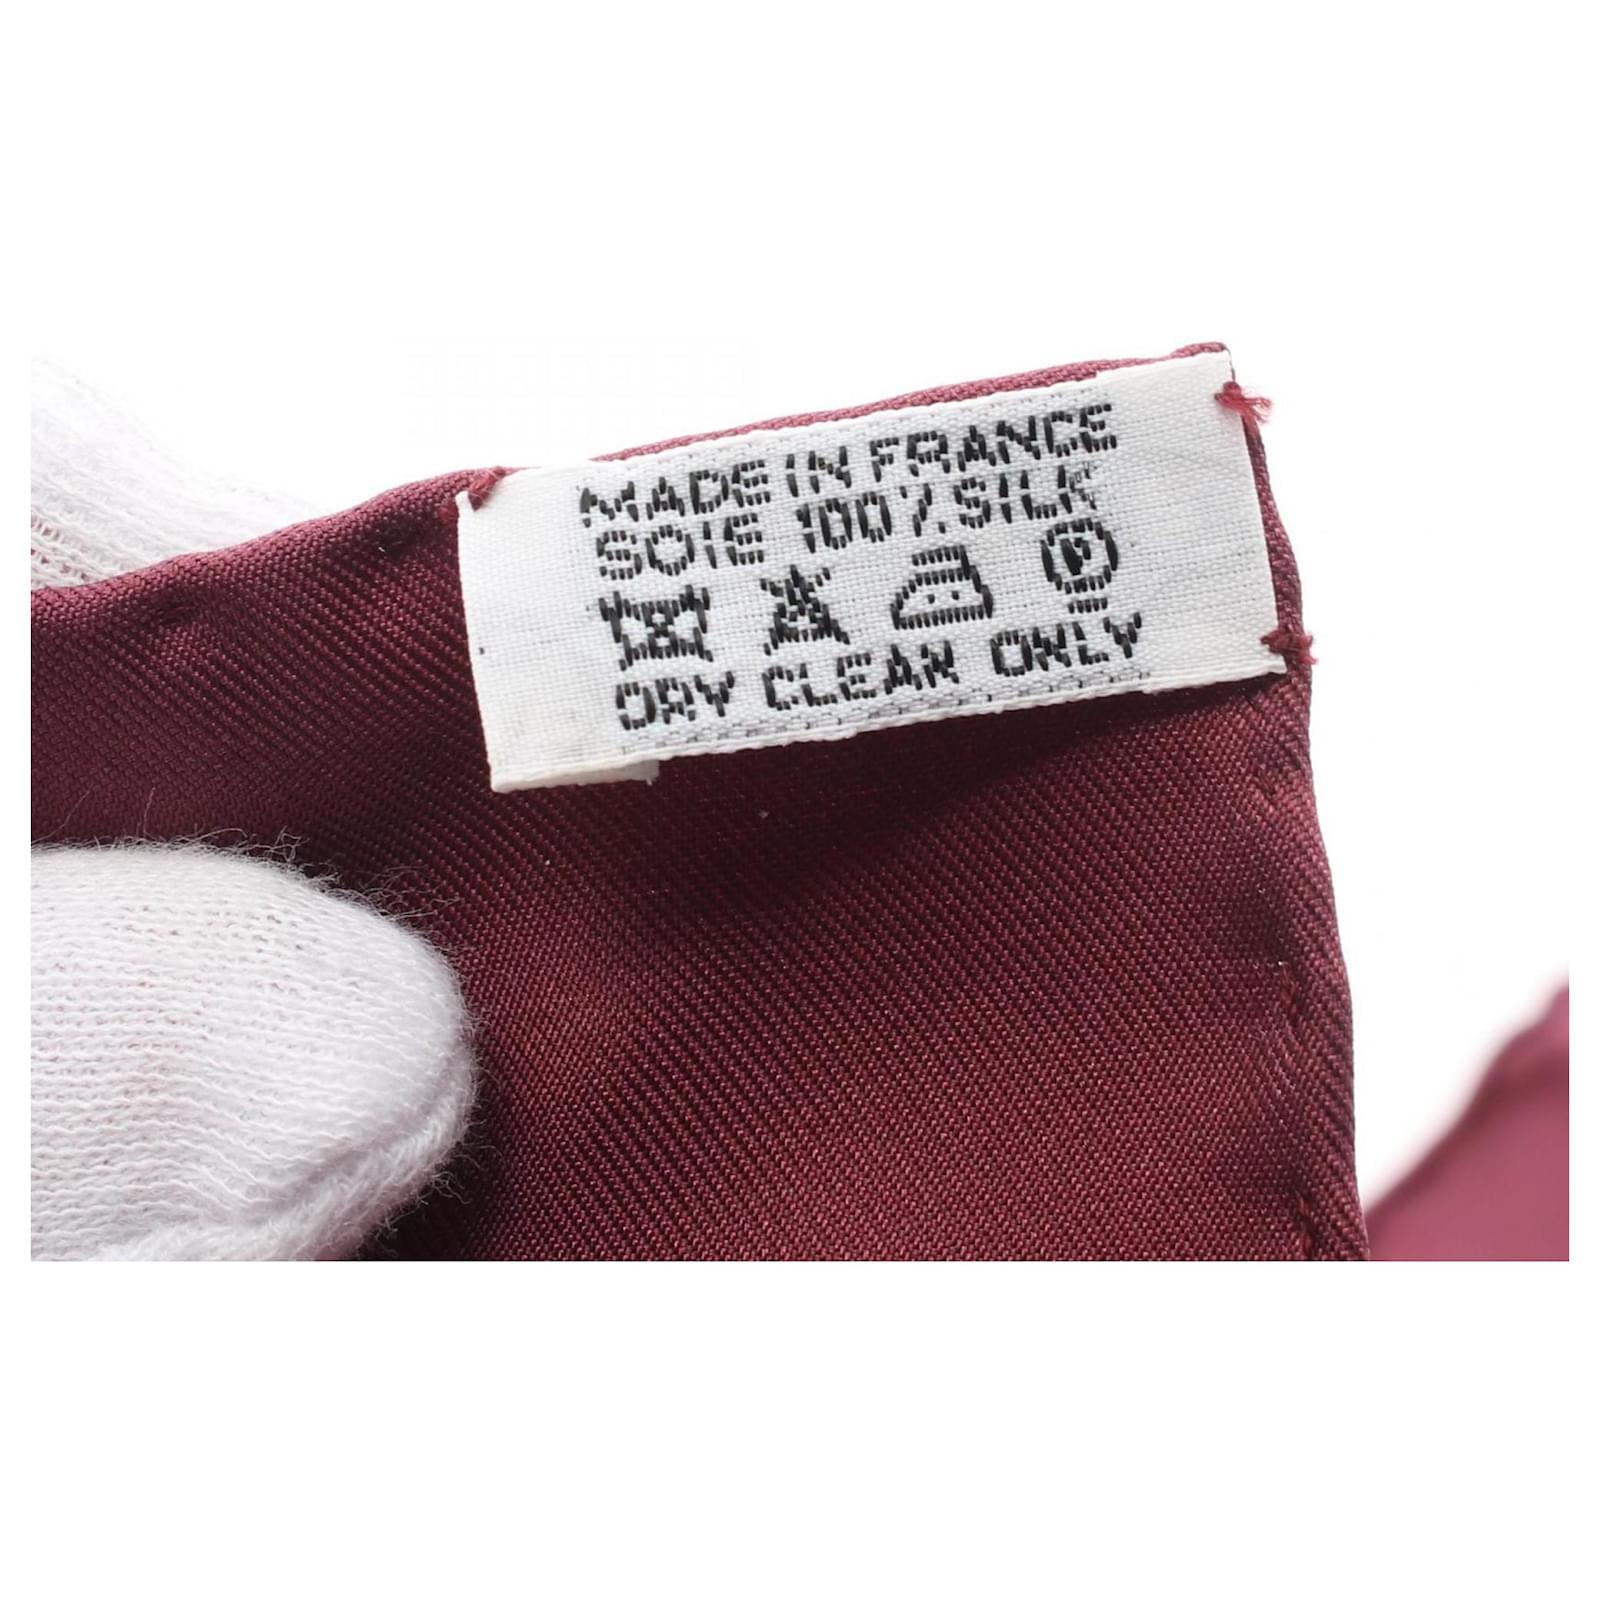 MADE IN FRANCE
SOIE 100% SILK
P
DRY CLEAN ONLY